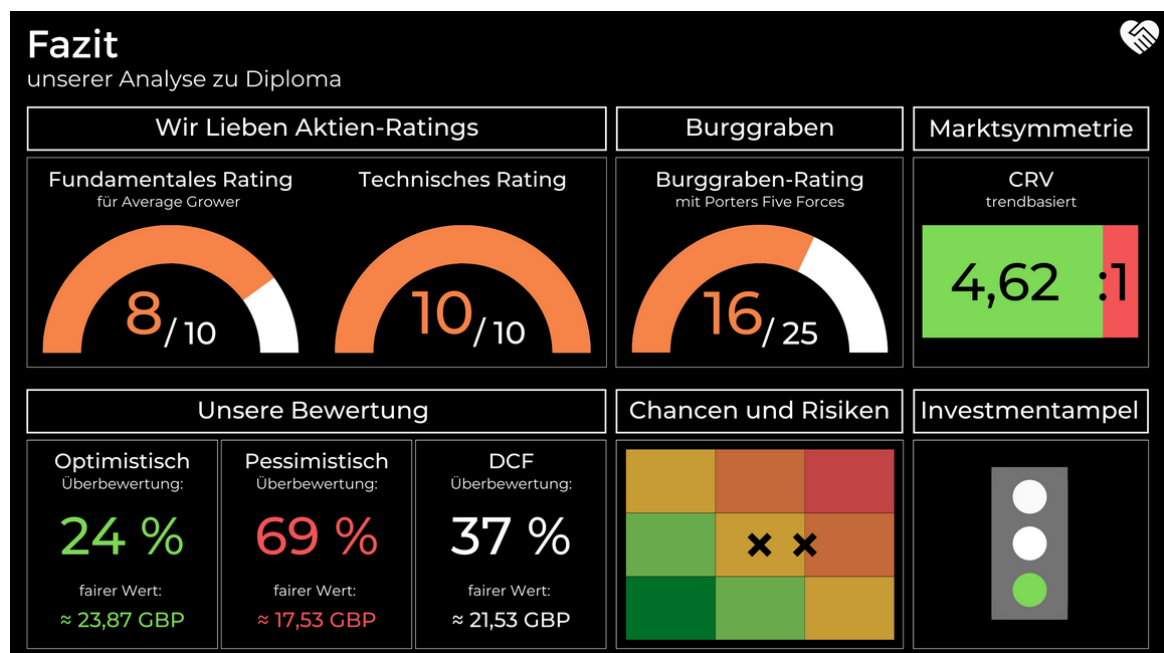 Fazit
unserer Analyse zu Diploma
Wir Lieben Aktien-Ratings
Burggraben
Marktsymmetrie
Fundamentales Rating
für Average Grower
8/10
Technisches Rating
10/10
Burggraben-Rating
mit Porters Five Forces
16/25
CRV
trendbasiert
4,62 :1
Unsere Bewertung
Chancen und Risiken
Investmentampel
Optimistisch
Überbewertung:
24 %
fairer Wert:
≈ 23,87 GBP
Pessimistisch
Überbewertung:
69 %
fairer Wert:
≈ 17,53 GBP
DCF
Überbewertung:
37 %
fairer Wert:
≈ 21,53 GBP